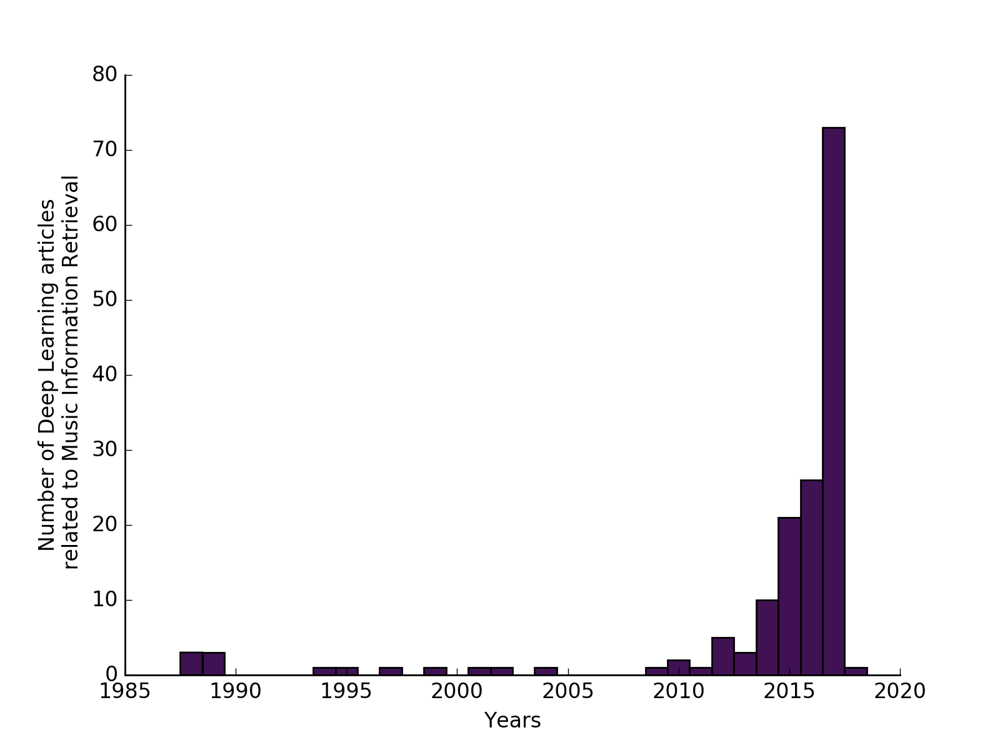 Number of Deep Learning articles
related to Music Information Retrieval
80
70
60
50
40
30
20
10
0
1985 1990 1995 2000 2005 2010 2015 2020
Years